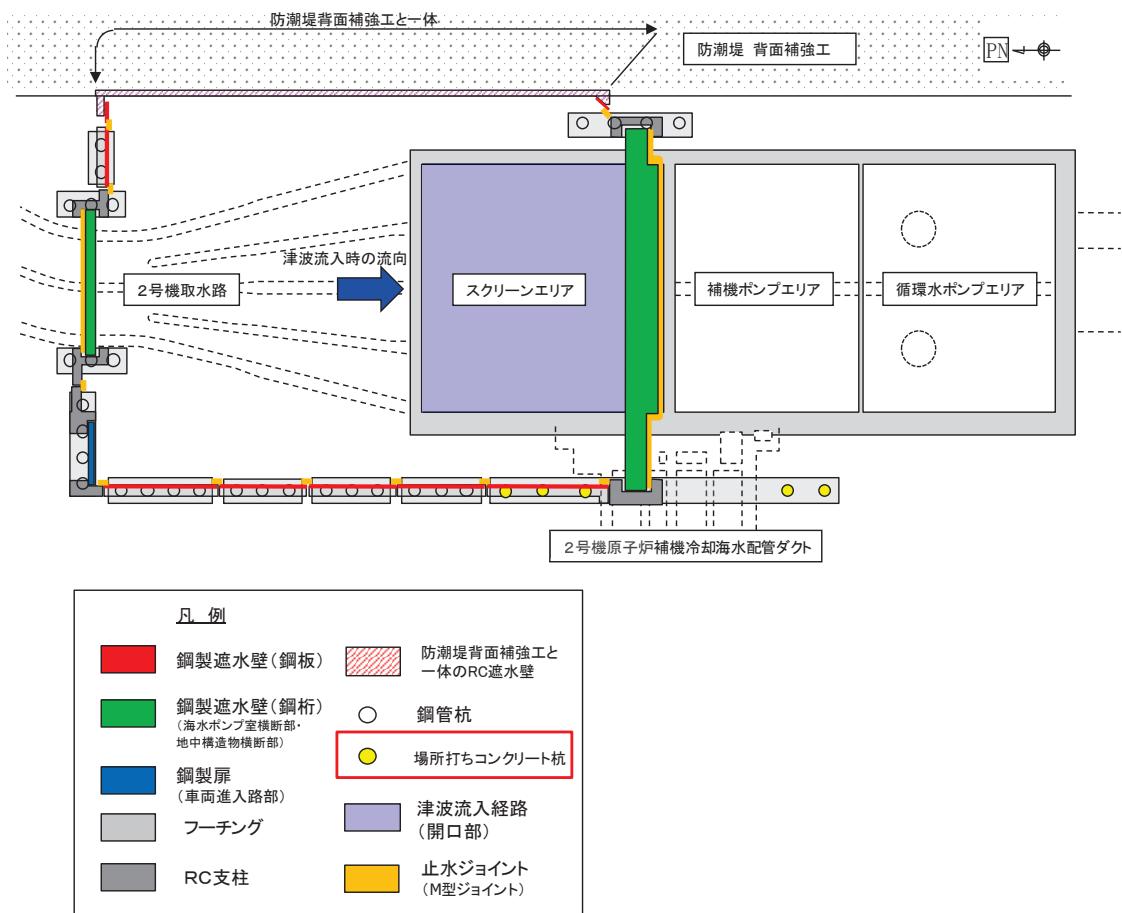 防潮堤背面補強工と一体
防潮堤 背面補強工
PN
津波流入時の流向
2号機取水路
スクリーンエリア
補機ポンプエリア
循環水ポンプエリア
2号機原子炉補機冷却海水配管ダクト
凡 例
鋼製遮水壁(鋼板)
鋼製遮水壁(鋼桁)
(海水ポンプ室横断部・
地中構造物横断部)
鋼製扉
(車両進入路部)
フーチング
RC支柱
防潮堤背面補強工と
一体のRC遮水壁
鋼管杭
場所打ちコンクリート杭
津波流入経路
(開口部)
止水ジョイント
(M型ジョイント)